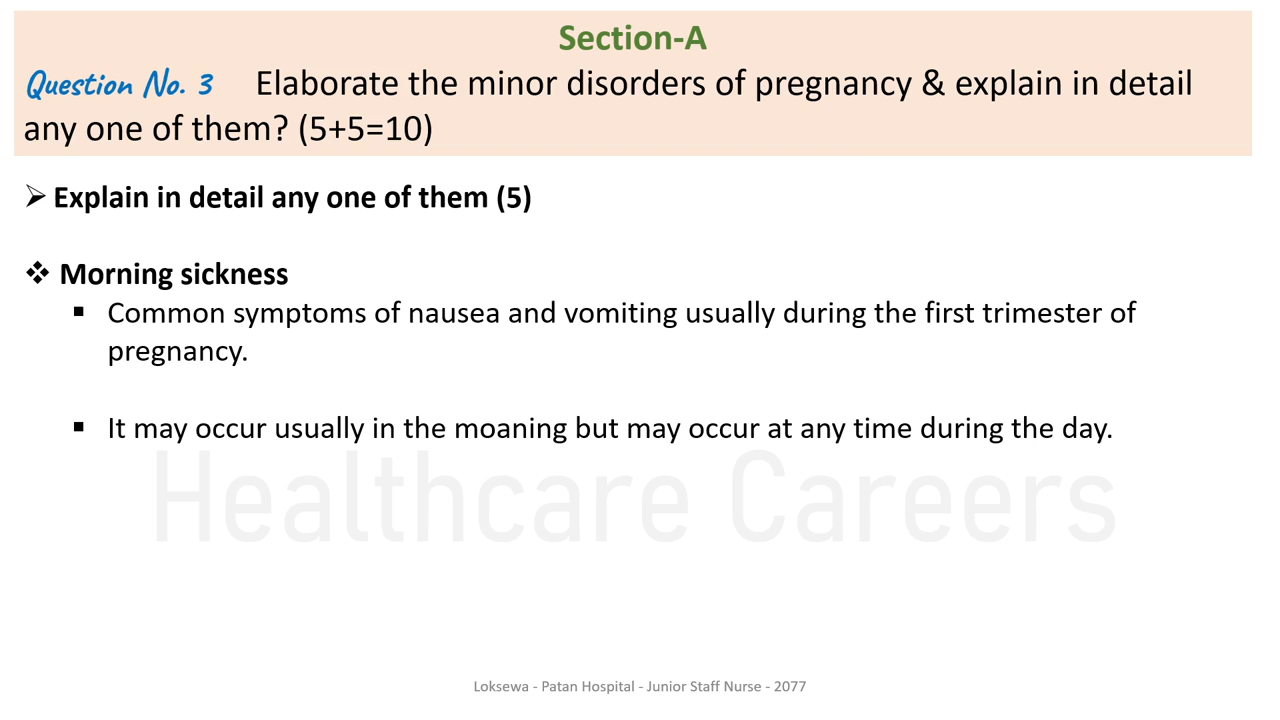 Section-A
Question No. 3 Elaborate the minor disorders of pregnancy & explain in detail
any one of them? (5+5=10)
➢ Explain in detail any one of them (5)
❖ Morning sickness
▪ Common symptoms of nausea and vomiting usually during the first trimester of
pregnancy.
▪ It may occur usually in the moaning but may occur at any time during the day.
Healthcare Careers
Loksewa - Patan Hospital - Junior Staff Nurse - 2077